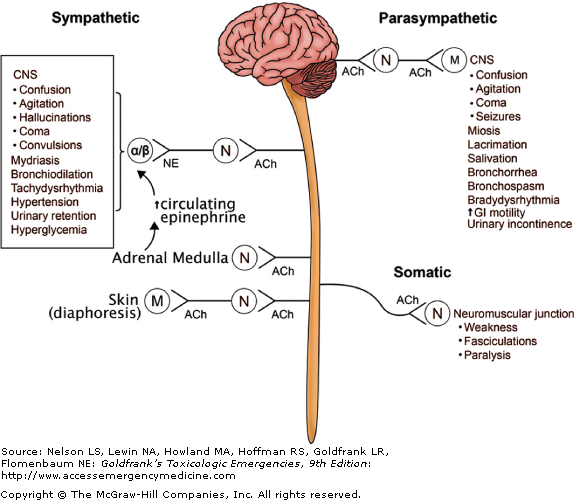 Sympathetic
CNS
• Confusion
• Agitation
• Hallucinations
• Coma
• Convulsions
Mydriasis
Bronchiodilation
Tachydysrhythmia
Hypertension
Urinary retention
Hyperglycemia
α/β
NE
N
ACh
↑circulating
epinephrine
Adrenal Medulla
N
ACh
Skin
(diaphoresis)
M
ACh
N
ACh
Parasympathetic
ACh
N
ACh
M
CNS
• Confusion
• Agitation
• Coma
• Seizures
Miosis
Lacrimation
Salivation
Bronchorrhea
Bronchospasm
Bradydysrhythmia
↑GI motility
Urinary incontinence
Somatic
ACh
N
Neuromuscular junction
• Weakness
• Fasciculations
• Paralysis
Source: Nelson LS, Lewin NA, Howland MA, Hoffman RS, Goldfrank LR,
Flomenbaum NE: Goldfrank's Toxicologic Emergencies, 9th Edition:
http://www.accessemergencymedicine.com
Copyright © The McGraw-Hill Companies, Inc. All rights reserved.